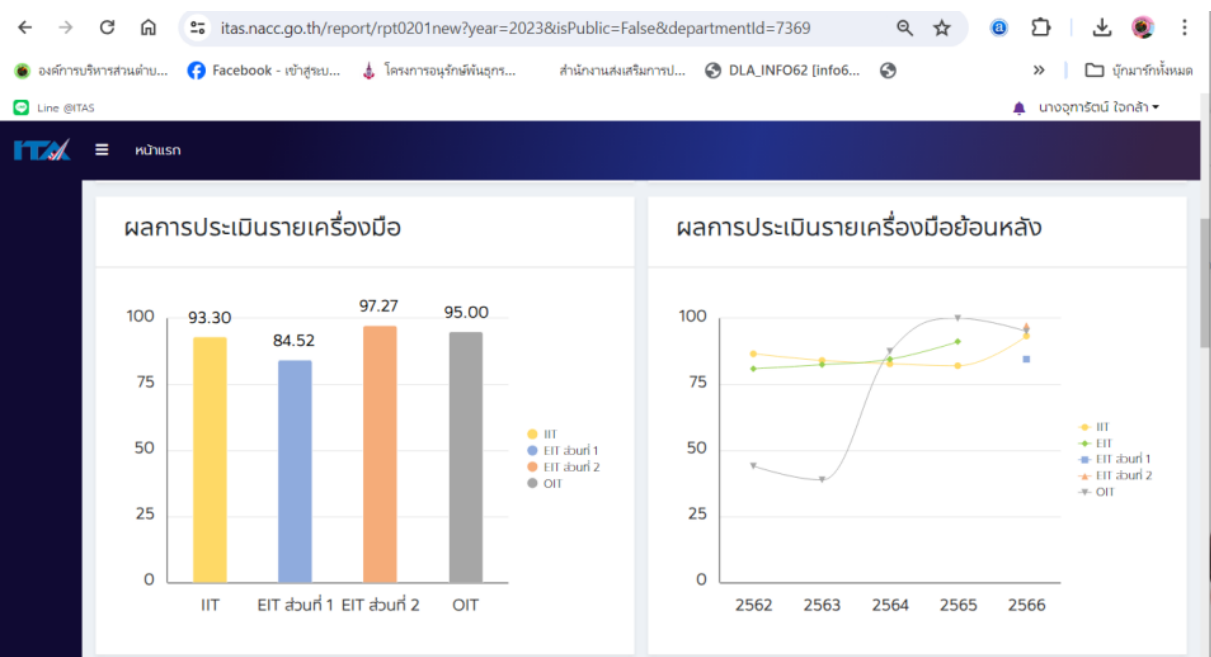 itas.nacc.go.th/report/rpt0201new?year=2023&isPublic=False&departmentId=7369
องค์การบริหารส่วนตำบ... Facebook - เข้าสู่ระบ... โครงการอนุรักษ์พันธุกร... สำนักงานส่งเสริมการป... DLA_INFO62 [info6... » บุ๊กมาร์กทั้งหมด
Line @ITAS นางจุฑารัตน์ ใจกล้า
ITA หน้าแรก
ผลการประเมินรายเครื่องมือ
100
75
50
25
0
93.30
84.52
97.27
95.00
IIT EIT ส่วนที่ 1 EIT ส่วนที่ 2 OIT
IIT
EIT ส่วนที่ 1
EIT ส่วนที่ 2
OIT
ผลการประเมินรายเครื่องมือย้อนหลัง
100
75
50
25
0
2562 2563 2564 2565 2566
IIT
EIT
EIT ส่วนที่ 1
EIT ส่วนที่ 2
OIT